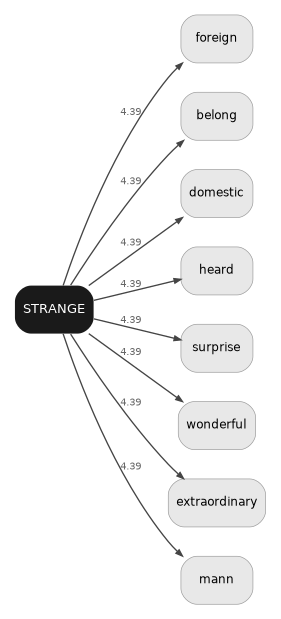 4.39
foreign
4.39
belong
4.39
domestic
4.39
heard
STRANGE
4.39
surprise
4.39
wonderful
4.39
extraordinary
4.39
mann